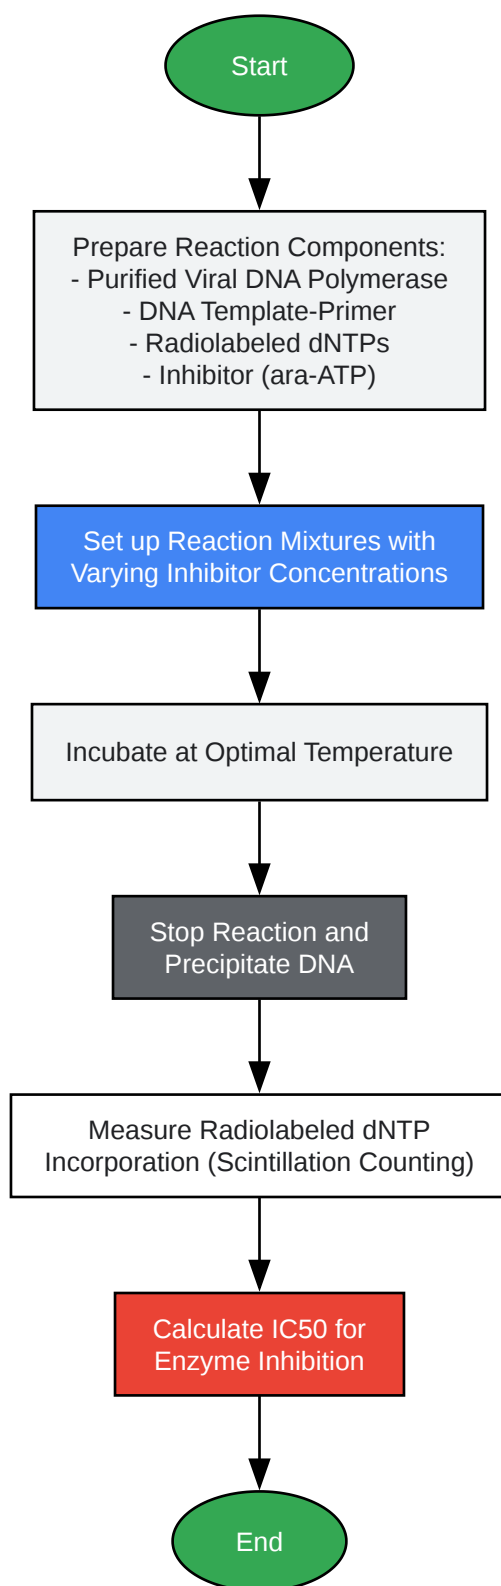 Start
Prepare Reaction Components:
- Purified Viral DNA Polymerase
- DNA Template-Primer
- Radiolabeled dNTPs
- Inhibitor (ara-ATP)
Set up Reaction Mixtures with
Varying Inhibitor Concentrations
Incubate at Optimal Temperature
Stop Reaction and
Precipitate DNA
Measure Radiolabeled dNTP
Incorporation (Scintillation Counting)
Calculate IC50 for
Enzyme Inhibition
End